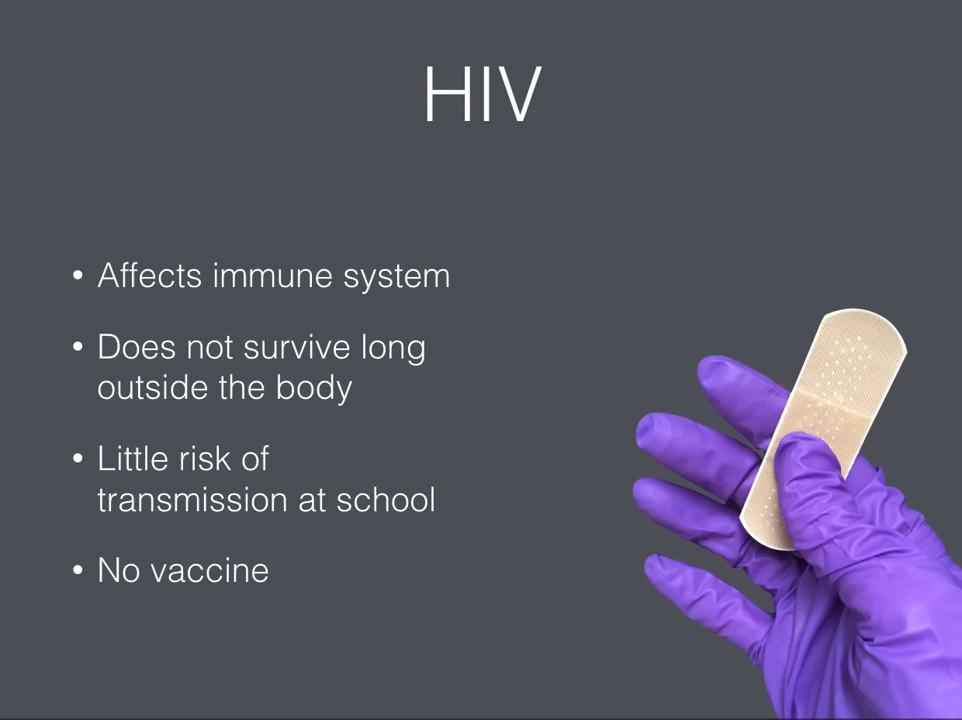 HIV
• Affects immune system
• Does not survive long
outside the body
• Little risk of
transmission at school
• No vaccine